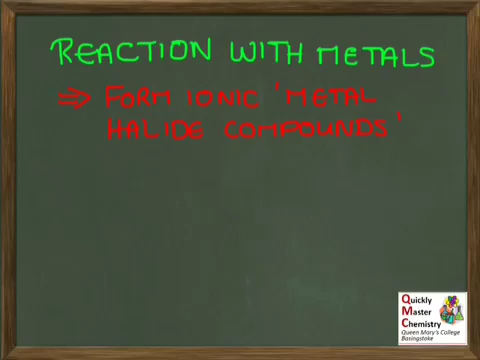 REACTION WITH METALS
⇒ FORM IONIC 'METAL
HALIDE COMPOUNDS'
Quickly
Master
Chemistry
Queen Mary's College
Basingstoke